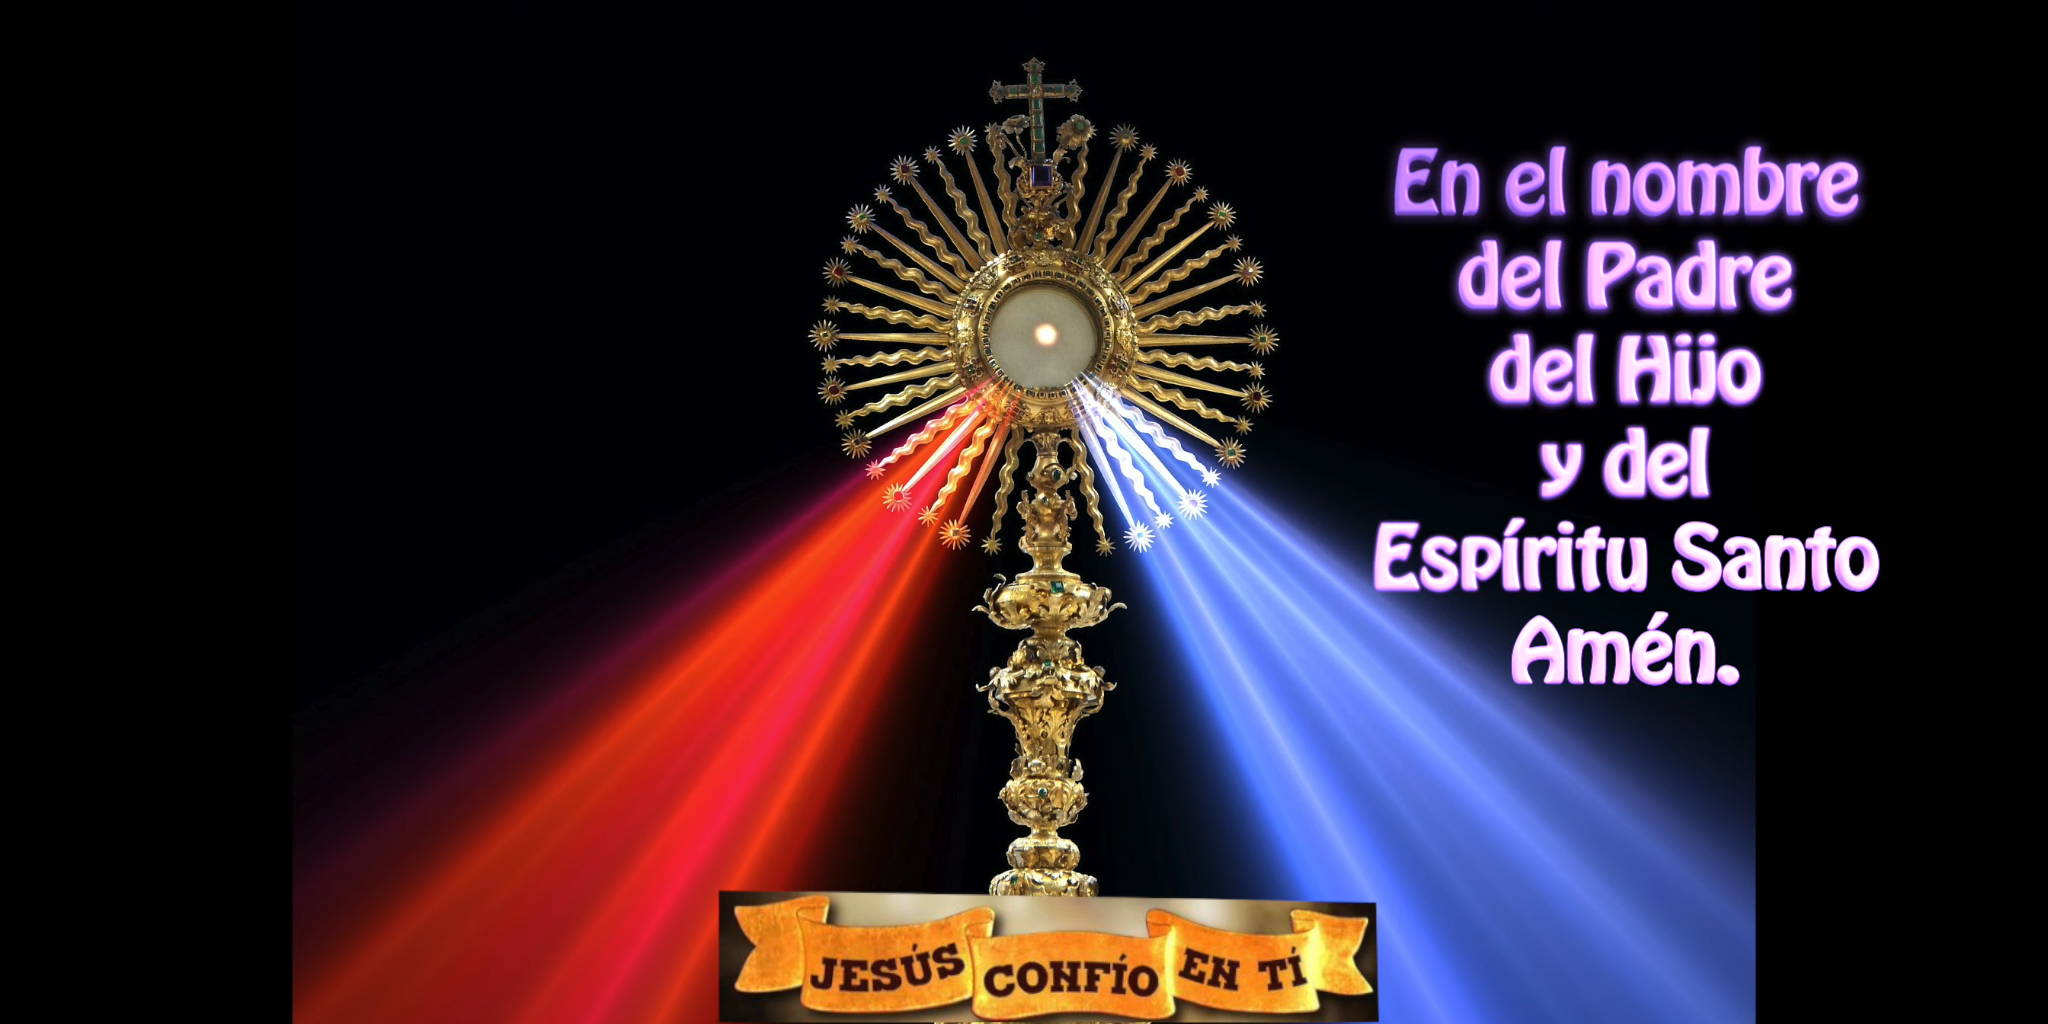 En el nombre
del Padre
del Hijo
y del
Espíritu Santo
Amén.
JESÚS CONFÍO EN TÍ